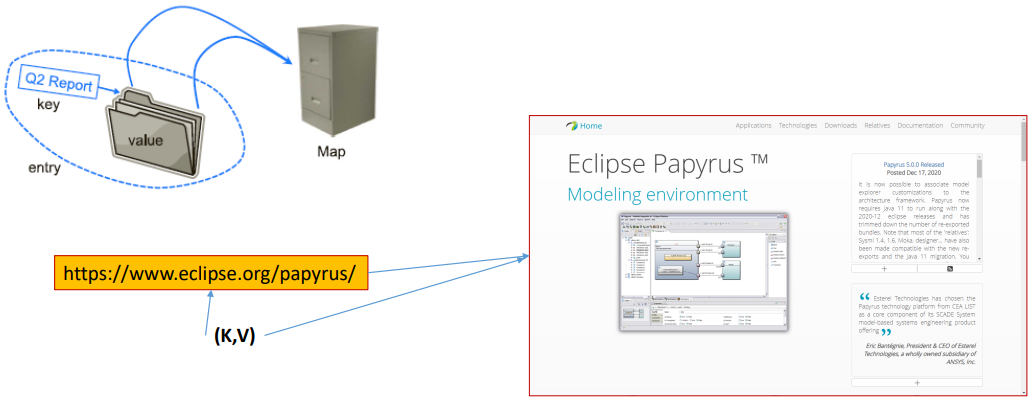 Q2 Report
key
value
entry
Map
https://www.eclipse.org/papyrus/
(K,V)
Home
Applications Technologies Downloads Relatives Documentation Community
Eclipse Papyrus ™
Modeling environment
Papyrus 5.0.0 Released
Posted Dec 17, 2020
It is now possible to associate model
explorer customizations to the
architecture framework. Papyrus now
requires Java 11 to run along with the
2020-12 eclipse releases and has
trimmed down the number of re-exported
bundles. Note that most of the 'relatives':
Sysml 1.4, 1.6, Moka, designer... have also
been made compatible with the new re-
exports and the Java 11 migration. You
+
“ Esterel Technologies has chosen the
Papyrus technology platform from CEA LIST
as a core component of its SCADE System
model-based systems engineering product
offering ”
Eric Bantégnie, President & CEO of Esterel
Technologies, a wholly owned subsidiary of
ANSYS, Inc.
+